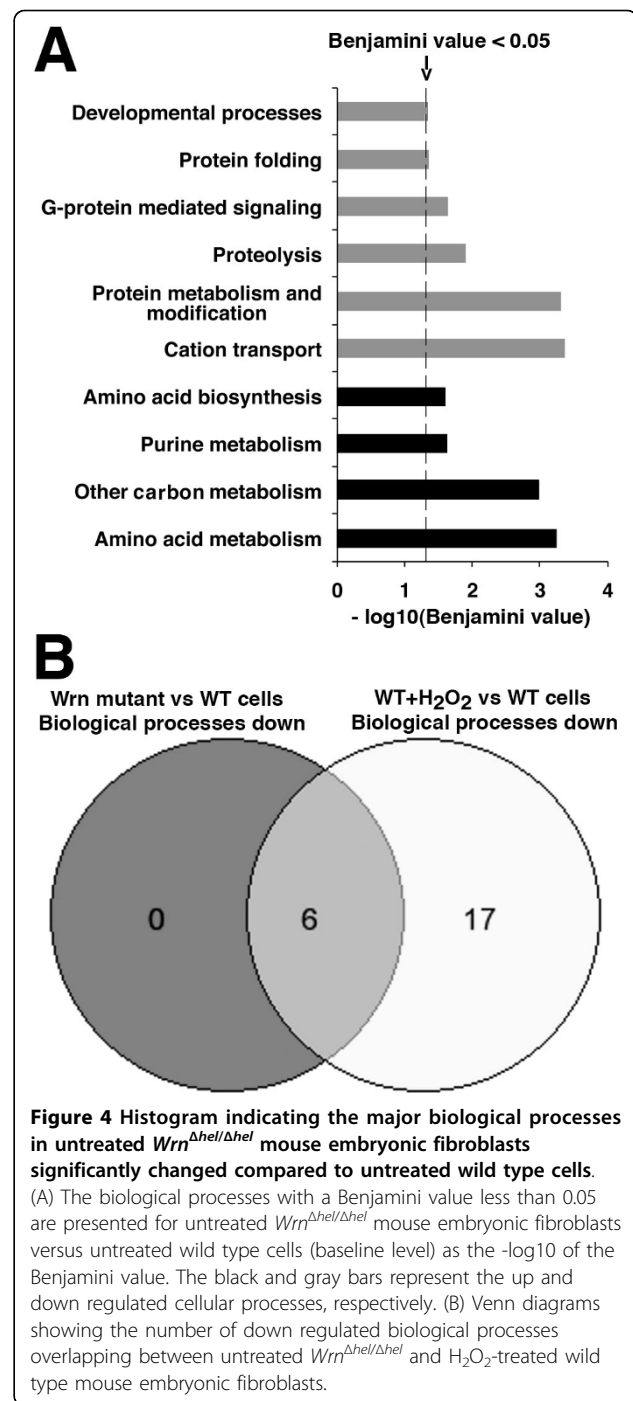 A
Benjamini value < 0.05
Developmental processes
Protein folding
G-protein mediated signaling
Proteolysis
Protein metabolism and
modification
Cation transport
Amino acid biosynthesis
Purine metabolism
Other carbon metabolism
Amino acid metabolism
0 1 2 3 4
- log10(Benjamini value)
B
Wrn mutant vs WT cells
Biological processes down
WT+H₂O₂ vs WT cells
Biological processes down
0 6 17
Figure 4 Histogram indicating the major biological processes
in untreated Wrn^Δhel/Δhel mouse embryonic fibroblasts
significantly changed compared to untreated wild type cells.
(A) The biological processes with a Benjamini value less than 0.05
are presented for untreated Wrn^Δhel/Δhel mouse embryonic fibroblasts
versus untreated wild type cells (baseline level) as the -log10 of the
Benjamini value. The black and gray bars represent the up and
down regulated cellular processes, respectively. (B) Venn diagrams
showing the number of down regulated biological processes
overlapping between untreated Wrn^Δhel/Δhel and H₂O₂-treated wild
type mouse embryonic fibroblasts.